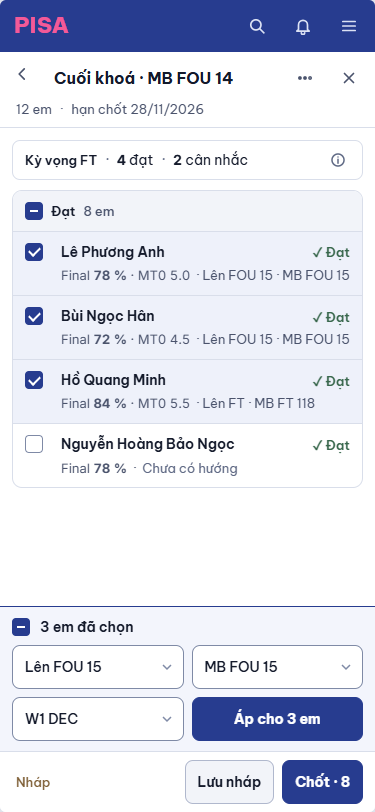 PISA
Cuối khoá · MB FOU 14
12 em · hạn chốt 28/11/2026
Kỳ vọng FT · 4 đạt · 2 cân nhắc
Đạt 8 em
Lê Phương Anh ✓ Đạt
Final 78 % · MT0 5.0 · Lên FOU 15 · MB FOU 15
Bùi Ngọc Hân ✓ Đạt
Final 72 % · MT0 4.5 · Lên FOU 15 · MB FOU 15
Hồ Quang Minh ✓ Đạt
Final 84 % · MT0 5.5 · Lên FT · MB FT 118
Nguyễn Hoàng Bảo Ngọc ✓ Đạt
Final 78 % · Chưa có hướng
3 em đã chọn
Lên FOU 15 MB FOU 15
W1 DEC Áp cho 3 em
Nháp Lưu nháp Chốt · 8